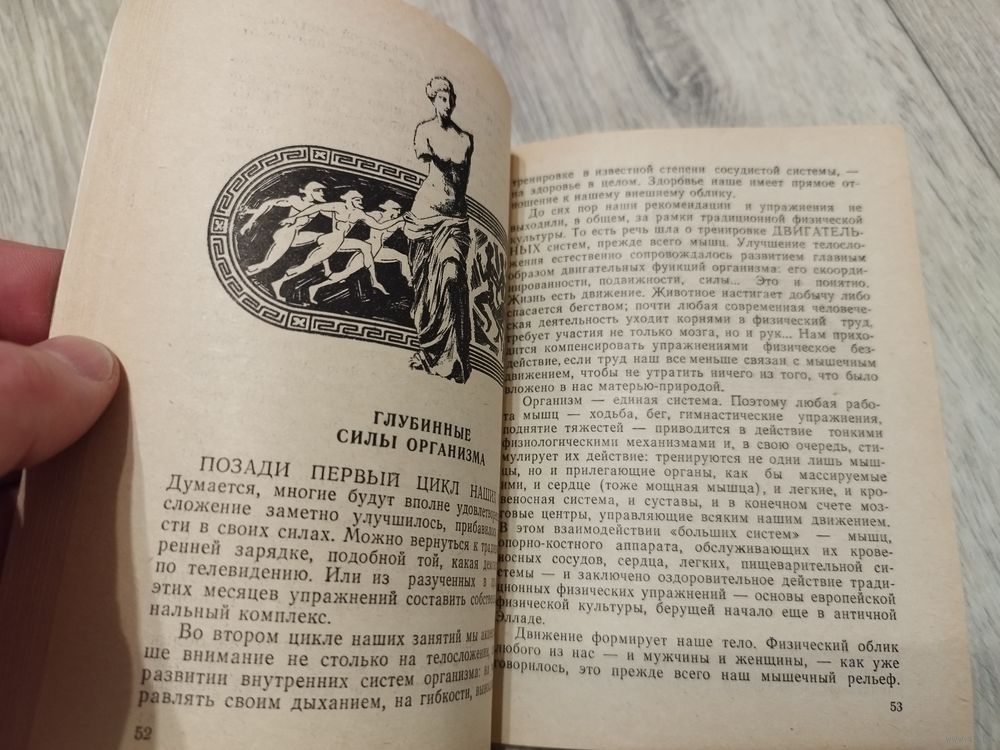 ГЛУБИННЫЕ
СИЛЫ ОРГАНИЗМА
ПОЗАДИ ПЕРВЫЙ ЦИКЛ НАШИХ
Думается, многие будут вполне
сложение заметно улучшилось,
сти в своих силах. Можно вернуться к
ренней зарядке, подобной той, какая
по телевидению. Или из разученных в
этих месяцев упражнений составить
нальный комплекс.
Во втором цикле наших занятий мы
ше внимание не столько на телосложении,
развитии внутренних систем организма:
равлять своим дыханием, на гибкости,
52
тренировке в известной степени сосудистой системы, —
на здоровье в целом. Здоровье наше имеет прямое от-
ношение к нашему внешнему облику.
До сих пор наши рекомендации и упражнения не
выходили, в общем, за рамки традиционной физической
культуры. То есть речь шла о тренировке ДВИГАТЕЛЬ-
НЫХ систем, прежде всего мышц. Улучшение телосло-
жения естественно сопровождалось развитием главным
образом двигательных функций организма: его скоорди-
нированности, подвижности, силы... Это и понятно.
Жизнь есть движение. Животное настигает добычу либо
спасается бегством; почти любая современная человече-
ская деятельность уходит корнями в физический труд,
требует участия не только мозга, но и рук... Нам прихо-
дится компенсировать упражнениями физическое без-
действие, если труд наш все меньше связан с мышечным
движением, чтобы не утратить ничего из того, что было
вложено в нас матерью-природой.
Организм — единая система. Поэтому любая рабо-
та мышц — ходьба, бег, гимнастические упражнения,
поднятие тяжестей — приводится в действие тонкими
физиологическими механизмами и, в свою очередь, сти-
мулирует их действие: тренируются не одни лишь мыш-
цы, но и прилегающие органы, как бы массируемые
ими, и сердце (тоже мощная мышца), и легкие, и кро-
веносная система, и суставы, и в конечном счете моз-
говые центры, управляющие всяким нашим движением.
В этом взаимодействии «больших систем» — мышц,
опорно-костного аппарата, обслуживающих их крове-
носных сосудов, сердца, легких, пищеварительной си-
стемы — и заключено оздоровительное действие тради-
ционных физических упражнений — основы европейской
физической культуры, берущей начало еще в античной
Элладе.
Движение формирует наше тело. Физический облик
любого из нас — и мужчины и женщины, — как уже
говорилось, это прежде всего наш мышечный рельеф.
53